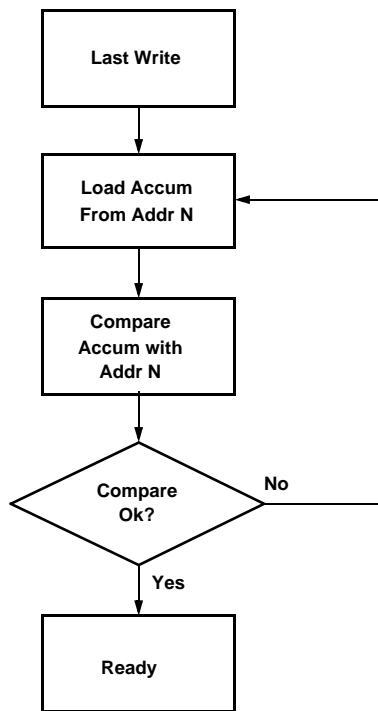 Last Write
Load Accum
From Addr N
Compare
Accum with
Addr N
Compare
Ok?
No
Yes
Ready